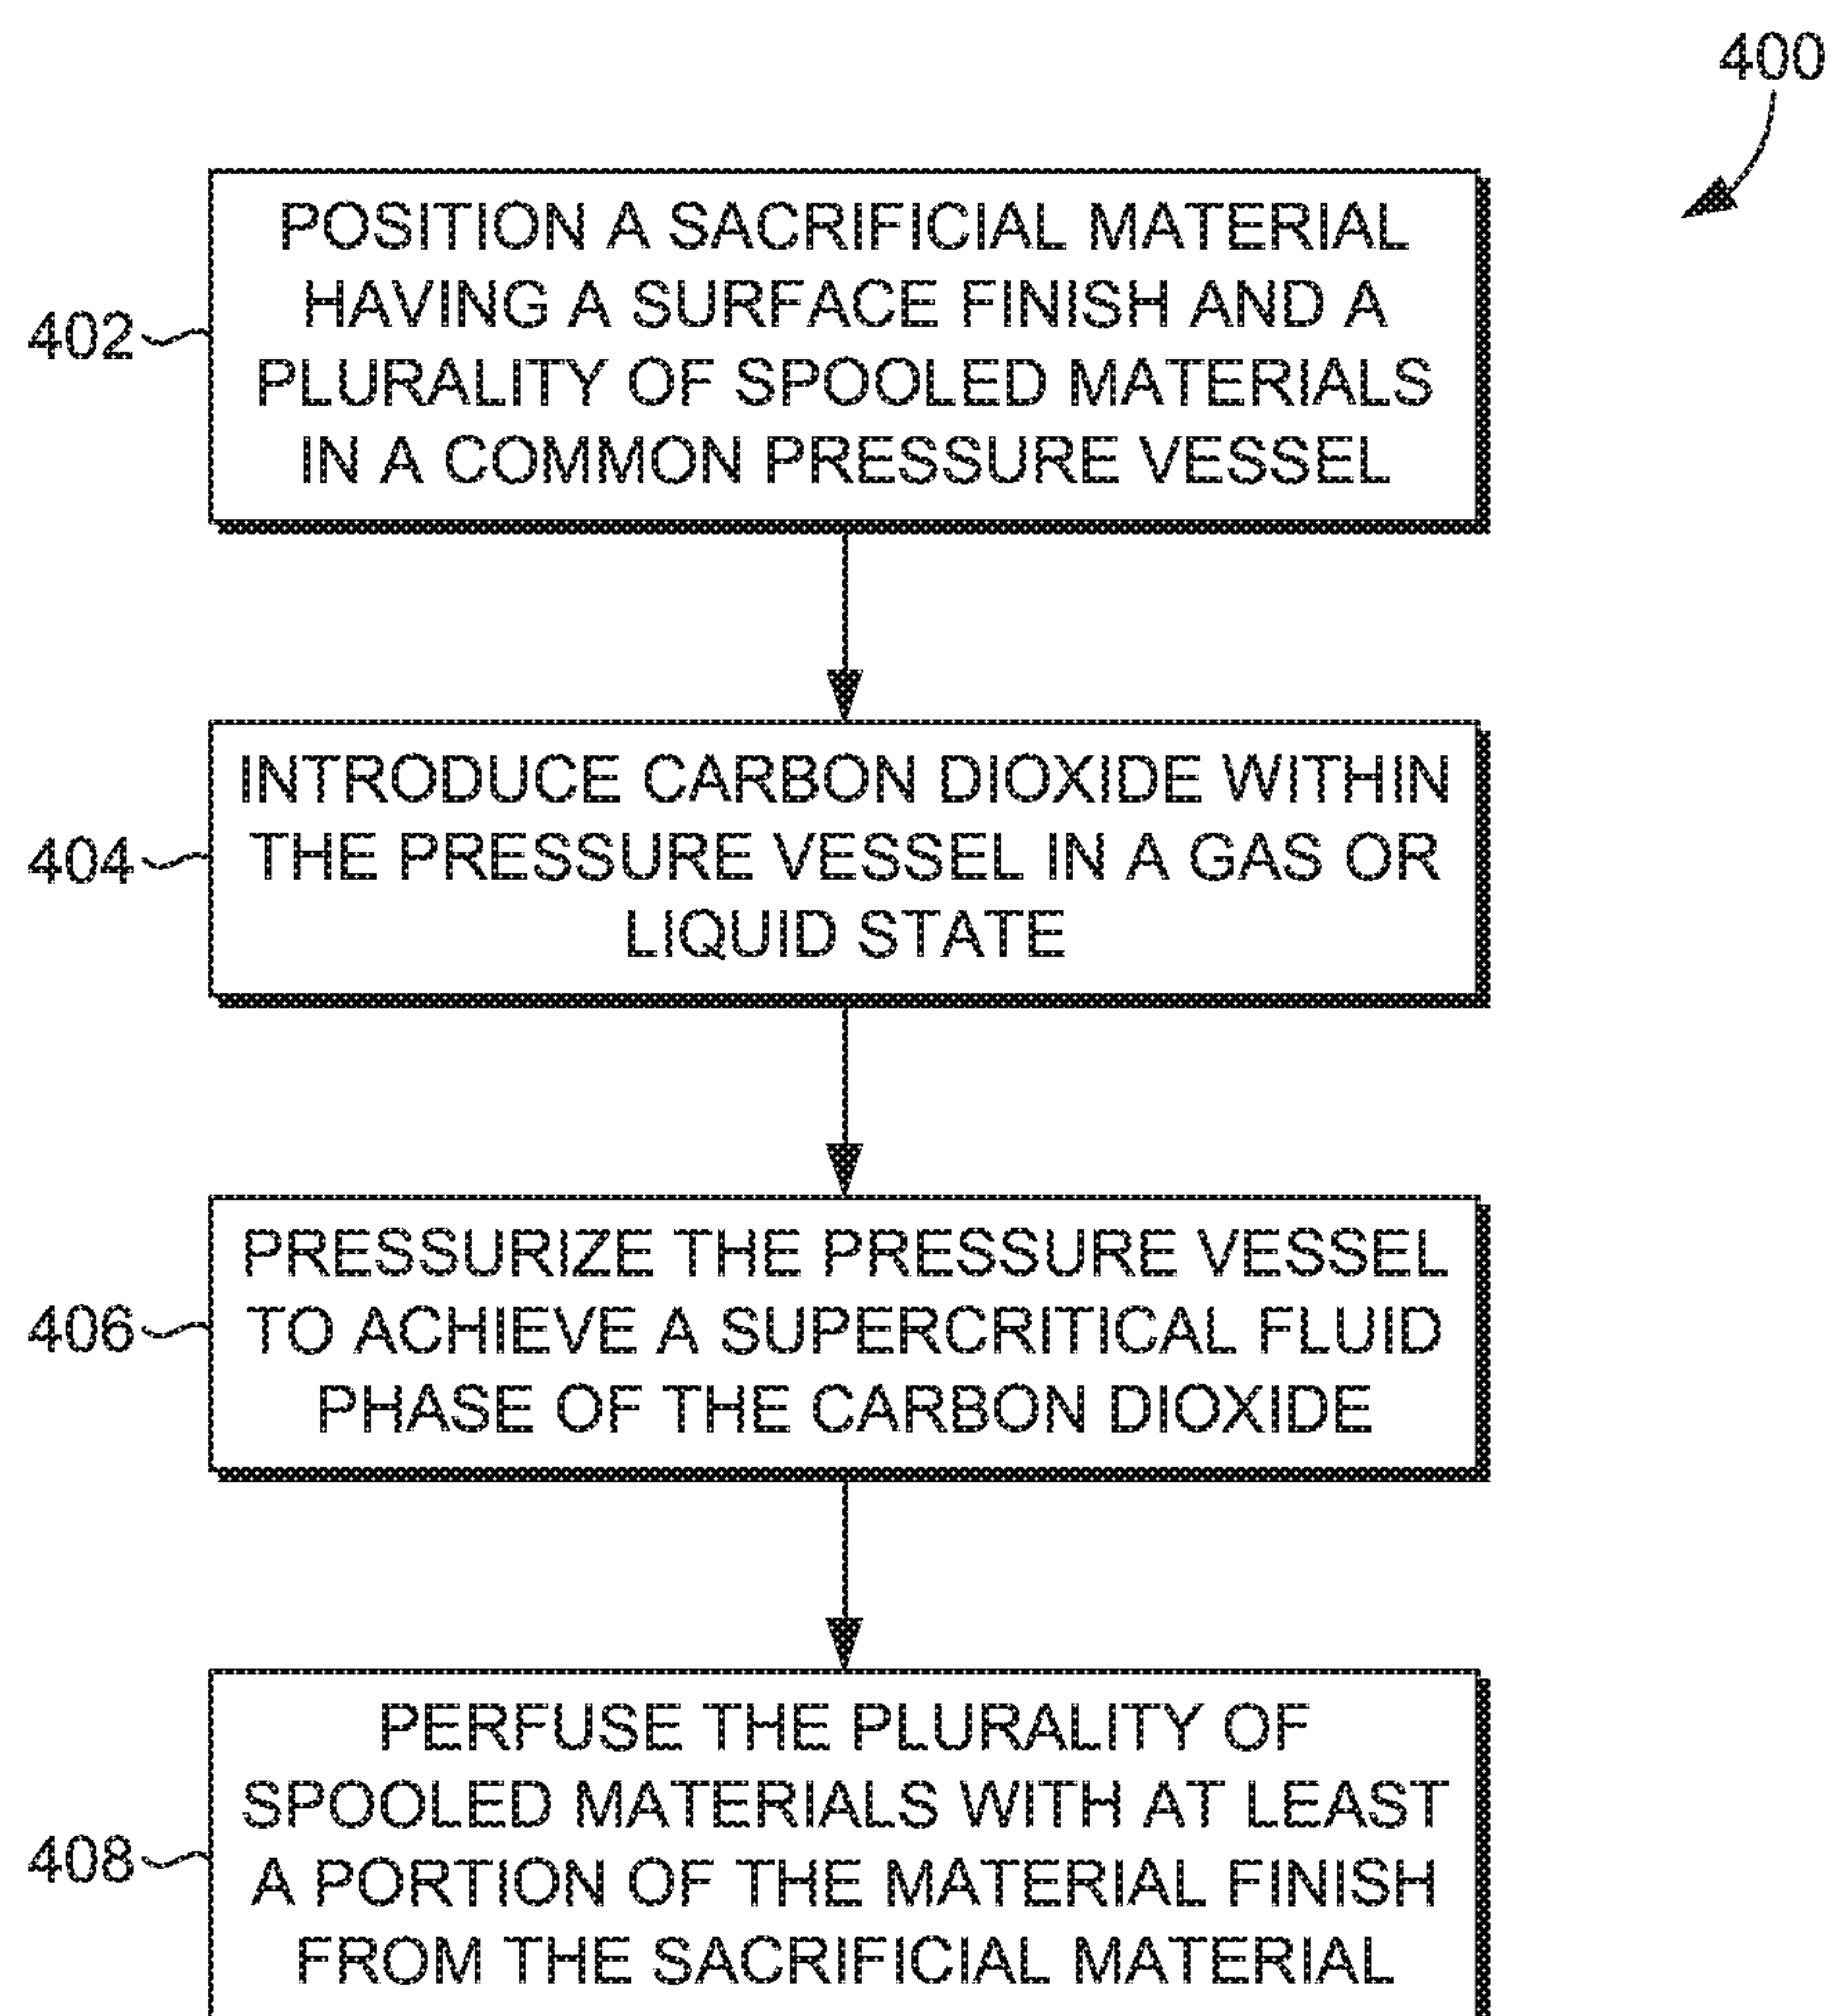 400
402
POSITION A SACRIFICIAL MATERIAL
HAVING A SURFACE FINISH AND A
PLURALITY OF SPOOLED MATERIALS
IN A COMMON PRESSURE VESSEL
404
INTRODUCE CARBON DIOXIDE WITHIN
THE PRESSURE VESSEL IN A GAS OR
LIQUID STATE
406
PRESSURIZE THE PRESSURE VESSEL
TO ACHIEVE A SUPERCRITICAL FLUID
PHASE OF THE CARBON DIOXIDE
408
PERFUSE THE PLURALITY OF
SPOOLED MATERIALS WITH AT LEAST
A PORTION OF THE MATERIAL FINISH
FROM THE SACRIFICIAL MATERIAL